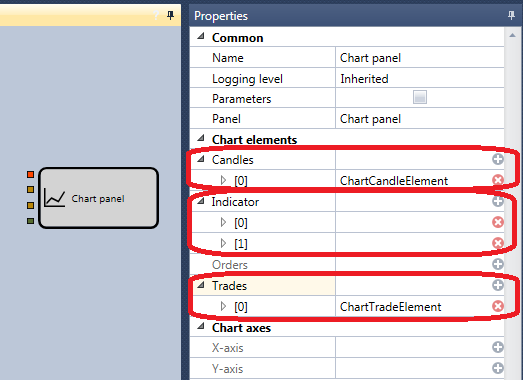 Properties
Common
Name Chart panel
Logging level Inherited
Parameters
Panel Chart panel
Chart elements
Candles
[0] ChartCandleElement
Indicator
[0]
[1]
Orders
Trades
[0] ChartTradeElement
Chart axes
X-axis
Y-axis
Chart panel